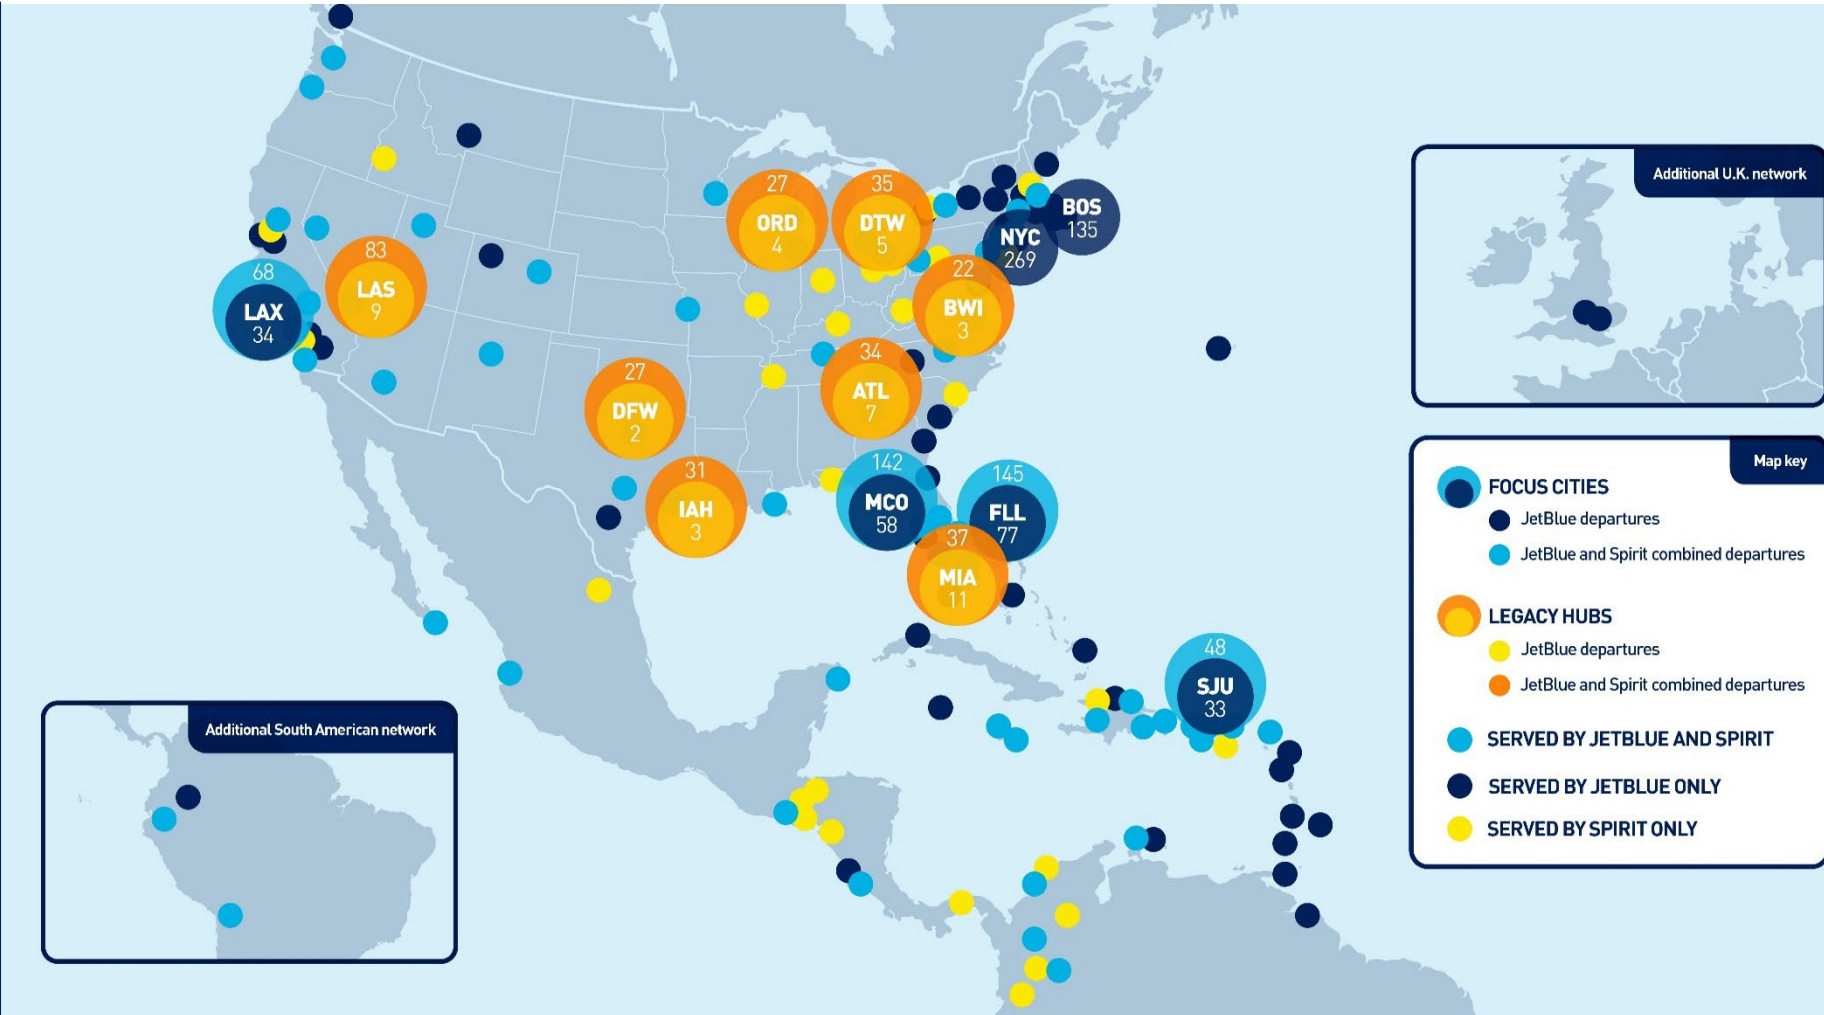 27
ORD
4
35
DTW
5
BOS
135
NYC
269
83
LAS
9
68
LAX
34
22
BWI
3
34
ATL
7
27
DFW
2
31
IAH
3
142
MCO
58
145
FLL
77
37
MIA
11
48
SJU
33
Additional U.K. network
Map key
FOCUS CITIES
JetBlue departures
JetBlue and Spirit combined departures
LEGACY HUBS
JetBlue departures
JetBlue and Spirit combined departures
SERVED BY JETBLUE AND SPIRIT
SERVED BY JETBLUE ONLY
SERVED BY SPIRIT ONLY
Additional South American network